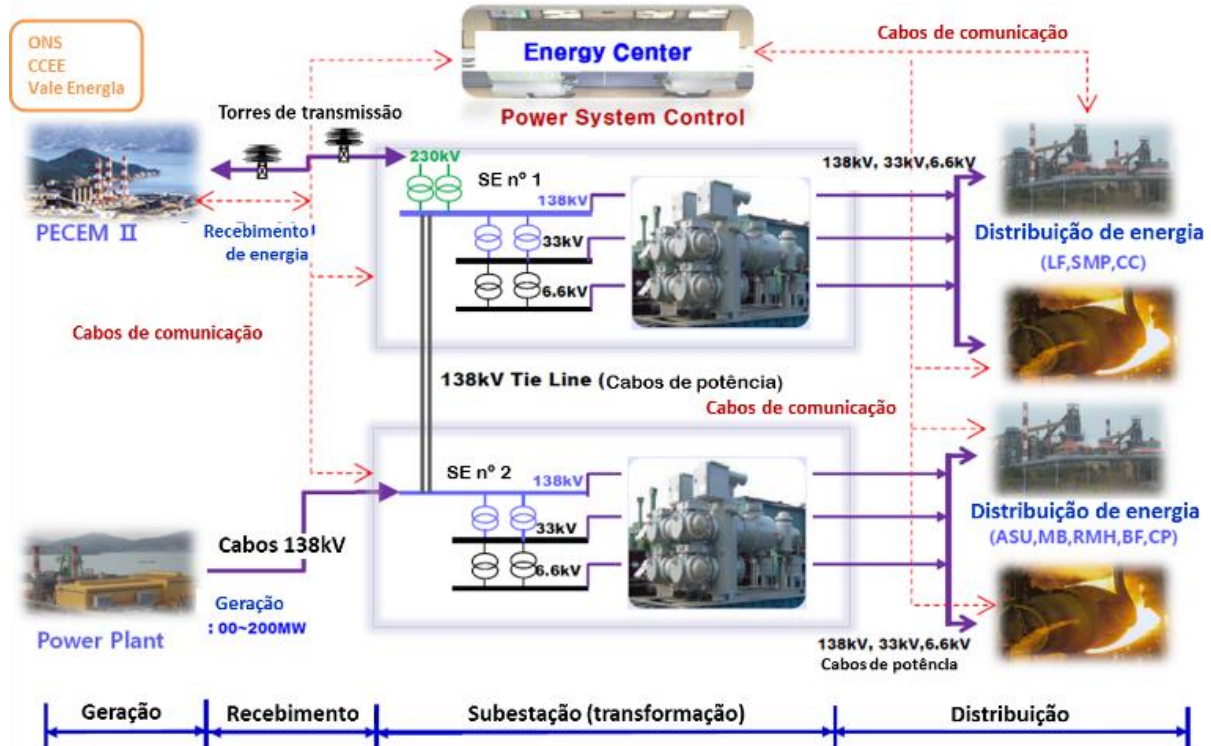 ONS
CCEE
Vale Energia
Energy Center
Power System Control
Cabos de comunicação
Torres de transmissão
PECEM II
Recebimento
de energia
230kV
SE nº 1
138kV
33kV
6.6kV
138kV, 33kV,6.6kV
Distribuição de energia
(LF,SMP,CC)
Cabos de comunicação
138kV Tie Line (Cabos de potência)
Cabos de comunicação
SE nº 2
138kV
33kV
6.6kV
Cabos 138kV
Geração
: 00~200MW
Power Plant
Distribuição de energia
(ASU,MB,RMH,BF,CP)
138kV, 33kV,6.6kV
Cabos de potência
Geração
Recebimento
Subestação (transformação)
Distribuição